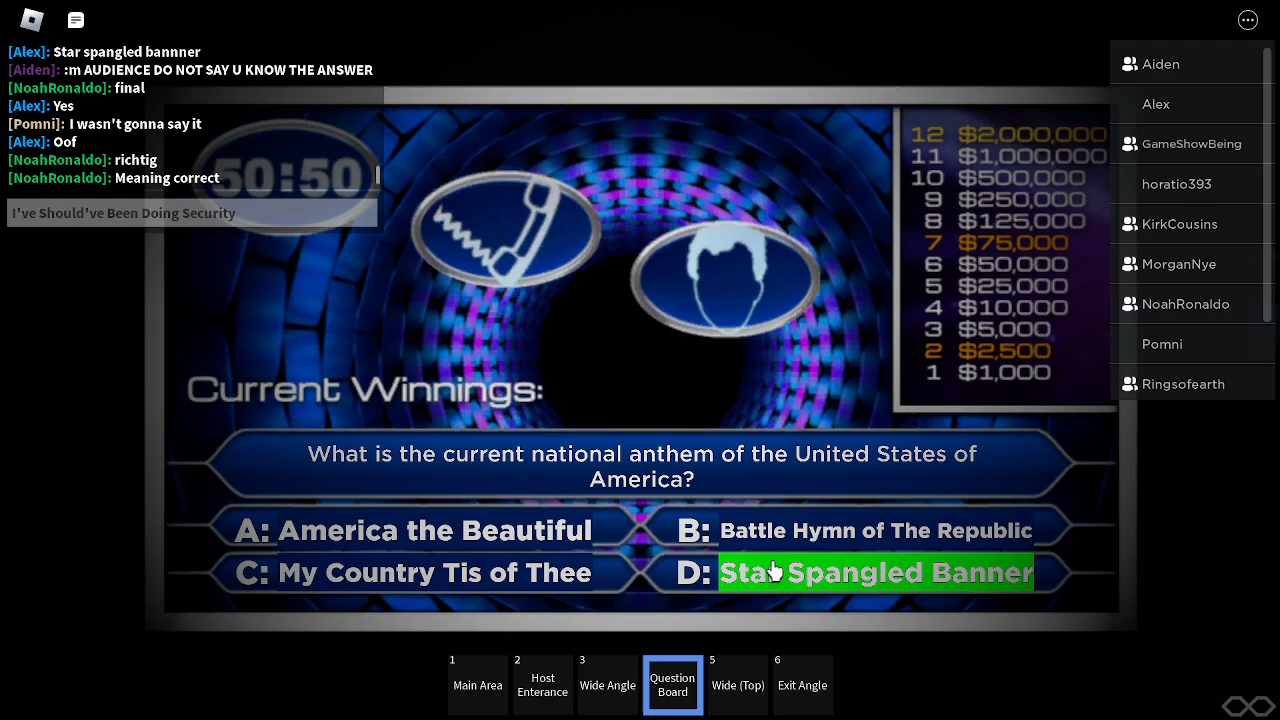 [Alex]: Star spangled bannner
[Aiden]: :m AUDIENCE DO NOT SAY U KNOW THE ANSWER
[NoahRonaldo]: final
[Alex]: Yes
[Pomni]: I wasn't gonna say it
[Alex]: Oof
[NoahRonaldo]: richtig
[NoahRonaldo]: Meaning correct
I've Should've Been Doing Security
50:50
12 $2,000,000
11 $1,000,000
10 $500,000
9 $250,000
8 $125,000
7 $75,000
6 $50,000
5 $25,000
4 $10,000
3 $5,000
2 $2,500
1 $1,000
Aiden
Alex
GameShowBeing
horatio393
KirkCousins
MorganNye
NoahRonaldo
Pomni
Ringsofearth
Current Winnings:
What is the current national anthem of the United States of
America?
A: America the Beautiful
B: Battle Hymn of The Republic
C: My Country Tis of Thee
D: Star Spangled Banner
1
Main Area
2
Host
Enterance
3
Wide Angle
Question
Board
5
Wide (Top)
6
Exit Angle